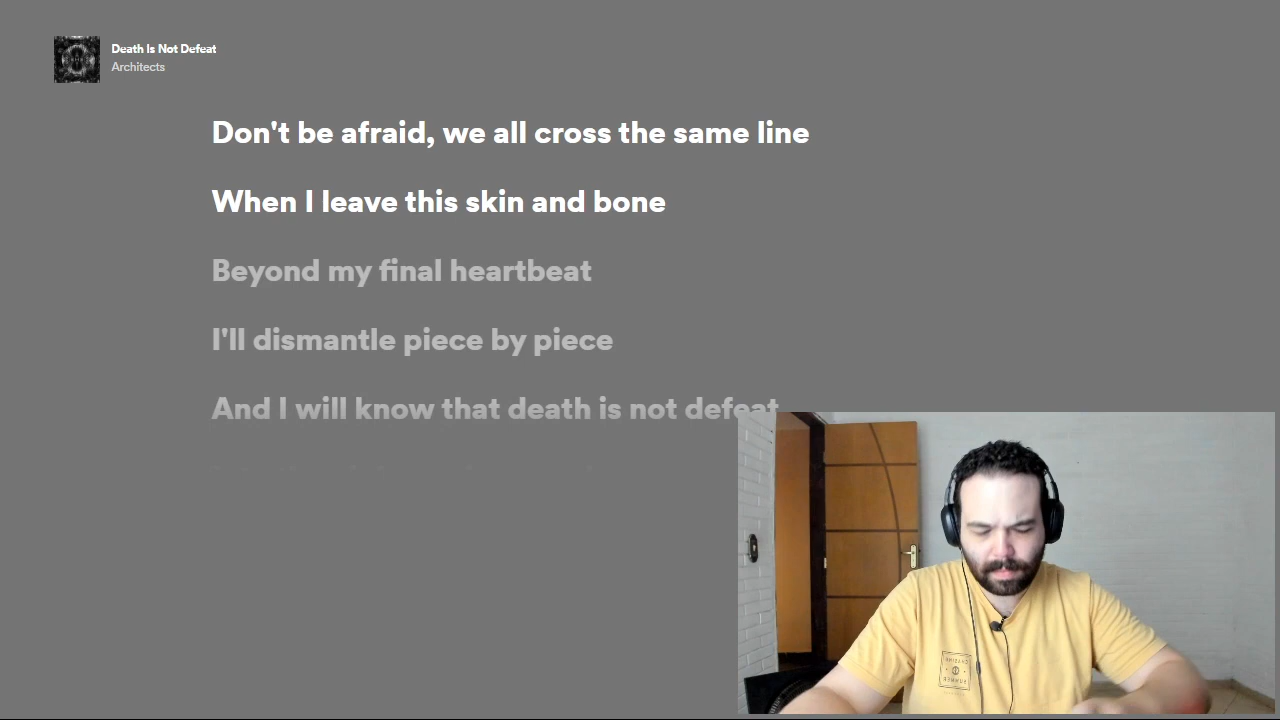 Death Is Not Defeat
Architects
Don't be afraid, we all cross the same line
When I leave this skin and bone
Beyond my final heartbeat
I'll dismantle piece by piece
And I will know that death is not defeat